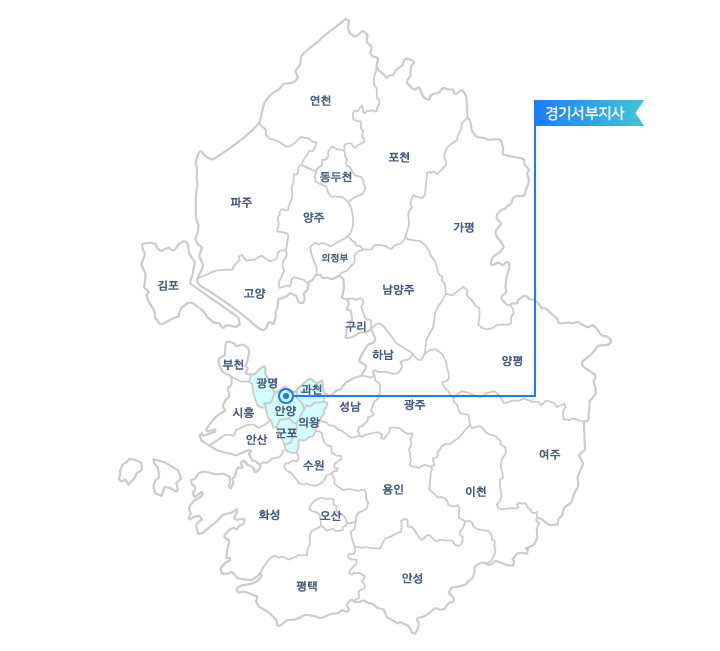 연천
경기서부지사
포천
동두천
파주
양주
가평
의정부
김포
고양
남양주
구리
하남
양평
부천
광명
과천
성남
광주
시흥
안양
의왕
안산
군포
여주
수원
용인
이천
화성
오산
평택
안성